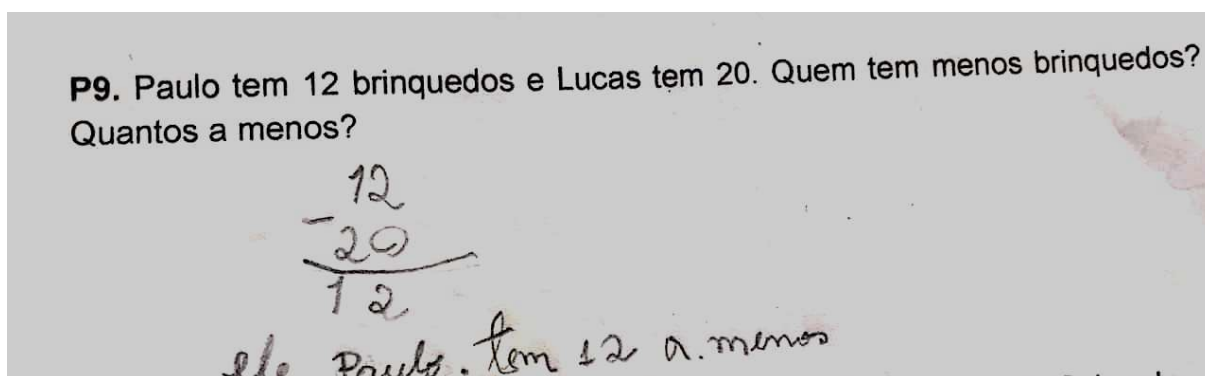 P9. Paulo tem 12 brinquedos e Lucas tem 20. Quem tem menos brinquedos?
Quantos a menos?
12
- 20
12
ele Paulo. tem 12 a. menos